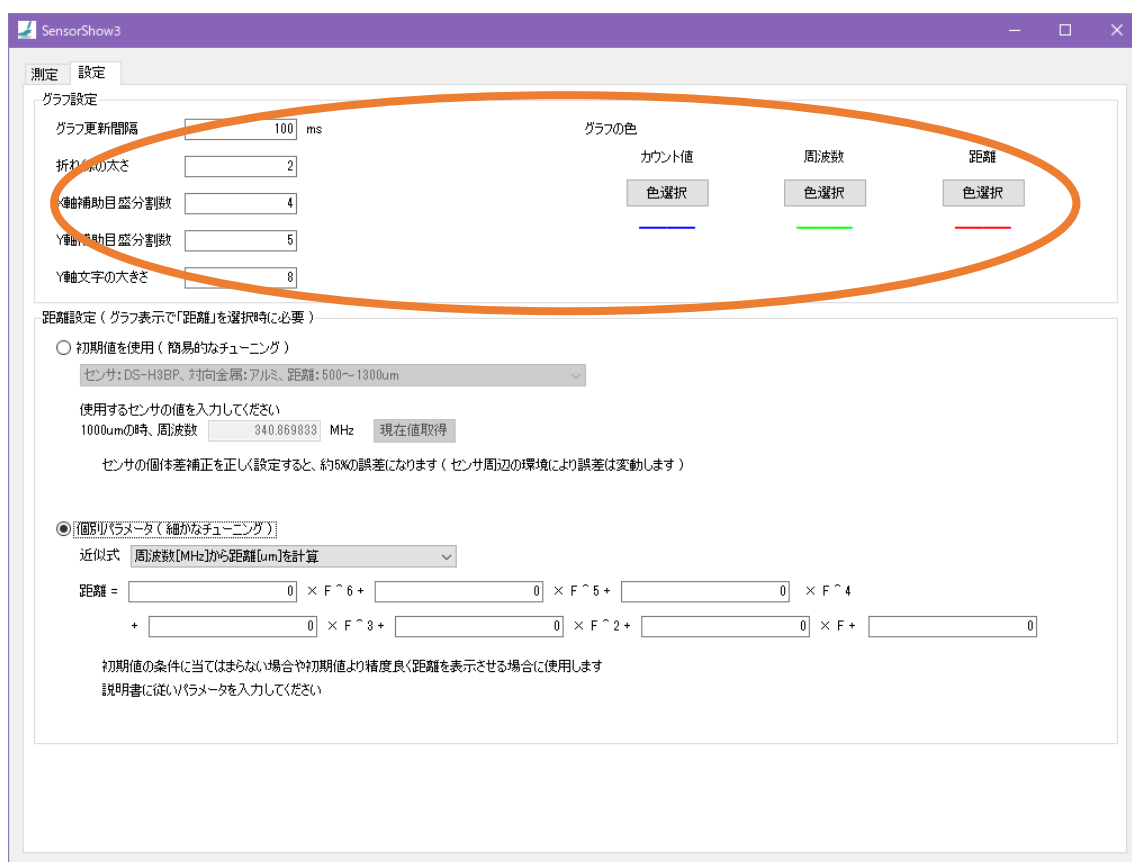 SensorShow3
測定 設定
グラフ設定
グラフ更新間隔 100 ms グラフの色
折れ線の太さ 2 カウント値 周波数 距離
X軸補助目盛分割数 4 色選択 色選択 色選択
Y軸補助目盛分割数 5
Y軸文字の大きさ 8
距離設定 ( グラフ表示で「距離」を選択時に必要 )
初期値を使用 ( 簡易的なチューニング )
センサ:DS-H3BP、対向金属:アルミ、距離:500～1300um
使用するセンサの値を入力してください
1000umの時、周波数 340.869833 MHz 現在値取得
センサの個体差補正を正しく設定すると、約5%の誤差になります ( センサ周辺の環境により誤差は変動します )
個別パラメータ ( 細かなチューニング )
近似式 周波数[MHz]から距離[um]を計算
距離 = 0 × F ^ 6 + 0 × F ^ 5 + 0 × F ^ 4
+ 0 × F ^ 3 + 0 × F ^ 2 + 0 × F + 0
初期値の条件に当てはまらない場合や初期値より精度良く距離を表示させる場合に使用します
説明書に従いパラメータを入力してください